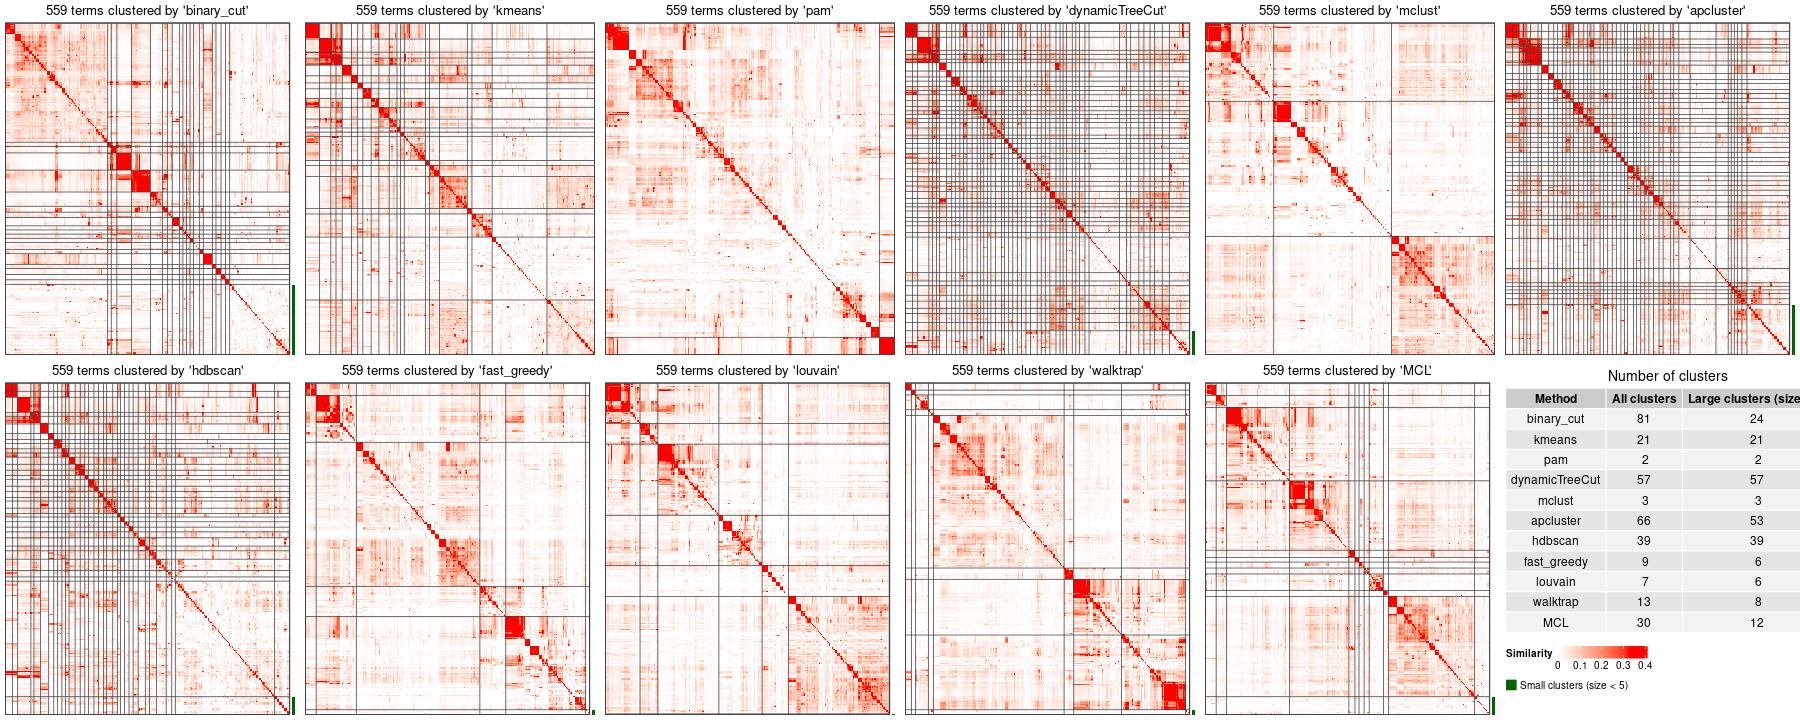 559 terms clustered by 'binary_cut'
559 terms clustered by 'kmeans'
559 terms clustered by 'pam'
559 terms clustered by 'dynamicTreeCut'
559 terms clustered by 'mclust'
559 terms clustered by 'apcluster'
559 terms clustered by 'hdbscan'
559 terms clustered by 'fast_greedy'
559 terms clustered by 'louvain'
559 terms clustered by 'walktrap'
559 terms clustered by 'MCL'
Number of clusters
Method All clusters Large clusters (size
binary_cut 81 24
kmeans 21 21
pam 2 2
dynamicTreeCut 57 57
mclust 3 3
apcluster 66 53
hdbscan 39 39
fast_greedy 9 6
louvain 7 6
walktrap 13 8
MCL 30 12
Similarity
0 0.1 0.2 0.3 0.4
Small clusters (size < 5)